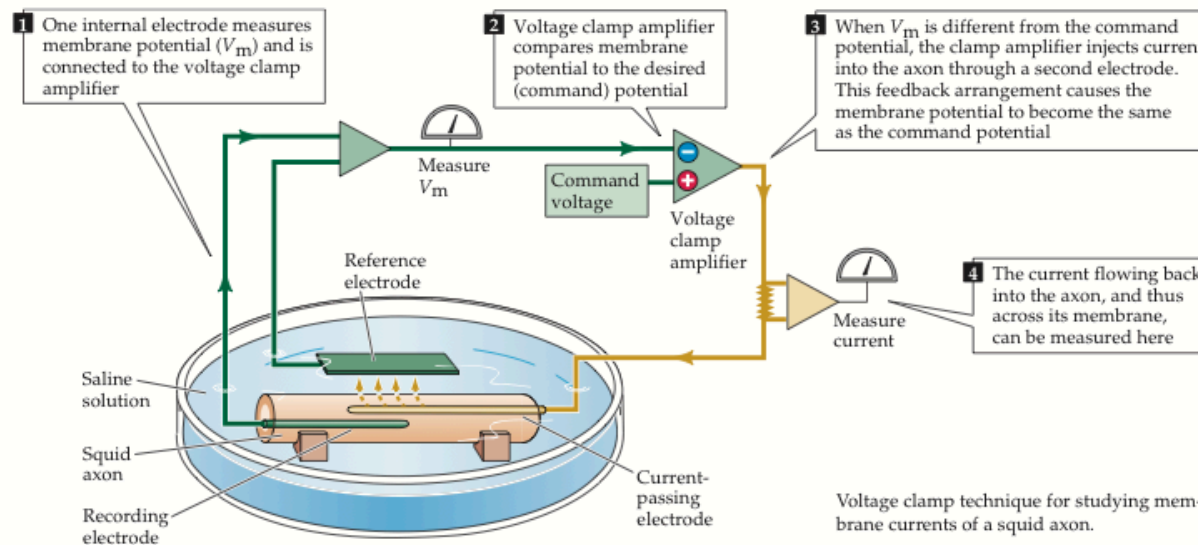 1 One internal electrode measures
membrane potential (Vm) and is
connected to the voltage clamp
amplifier
2 Voltage clamp amplifier
compares membrane
potential to the desired
(command) potential
3 When Vm is different from the command
potential, the clamp amplifier injects curren
into the axon through a second electrode.
This feedback arrangement causes the
membrane potential to become the same
as the command potential
Measure
Vm
−
+
Command
voltage
Voltage
clamp
amplifier
Reference
electrode
Measure
current
4 The current flowing back
into the axon, and thus
across its membrane,
can be measured here
Saline
solution
Squid
axon
Recording
electrode
Current-
passing
electrode
Voltage clamp technique for studying mem-
brane currents of a squid axon.